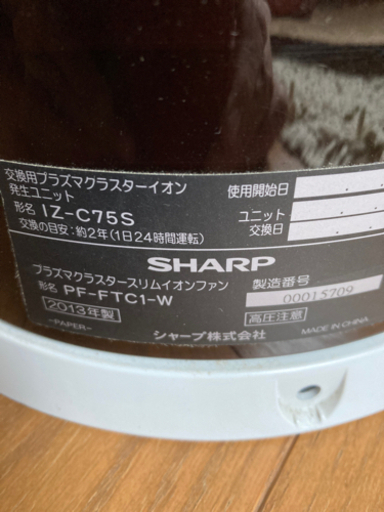 交換用プラズマクラスターイオン
発生ユニット
形名 IZ-C75S
交換の目安:約2年(1日24時間運転)
使用開始日 . .
ユニット
交換日 . .
SHARP
プラズマクラスタースリムイオンファン
形名 PF-FTC1-W
製造番号
00015709
2013年製
高圧注意
-PAPER-
シャープ株式会社
MADE IN CHINA